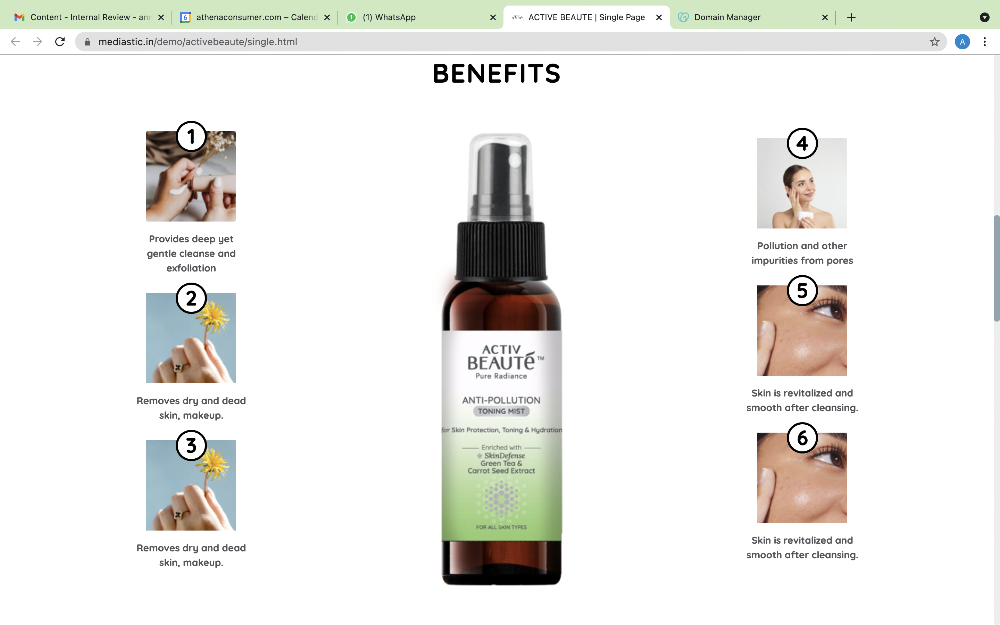 Content - Internal Review - ann
6
athenaconsumer.com – Calend
1
(1) WhatsApp
ACTIVE BEAUTE | Single Page
Domain Manager
mediastic.in/demo/activebeaute/single.html
A
BENEFITS
1
Provides deep yet
gentle cleanse and
exfoliation
2
Removes dry and dead
skin, makeup.
3
Removes dry and dead
skin, makeup.
ACTIV
BEAUTé™
Pure Radiance
ANTI-POLLUTION
TONING MIST
for Skin Protection, Toning & Hydration
Enriched with
SkinDefense
Green Tea &
Carrot Seed Extract
FOR ALL SKIN TYPES
4
Pollution and other
impurities from pores
5
Skin is revitalized and
smooth after cleansing.
6
Skin is revitalized and
smooth after cleansing.